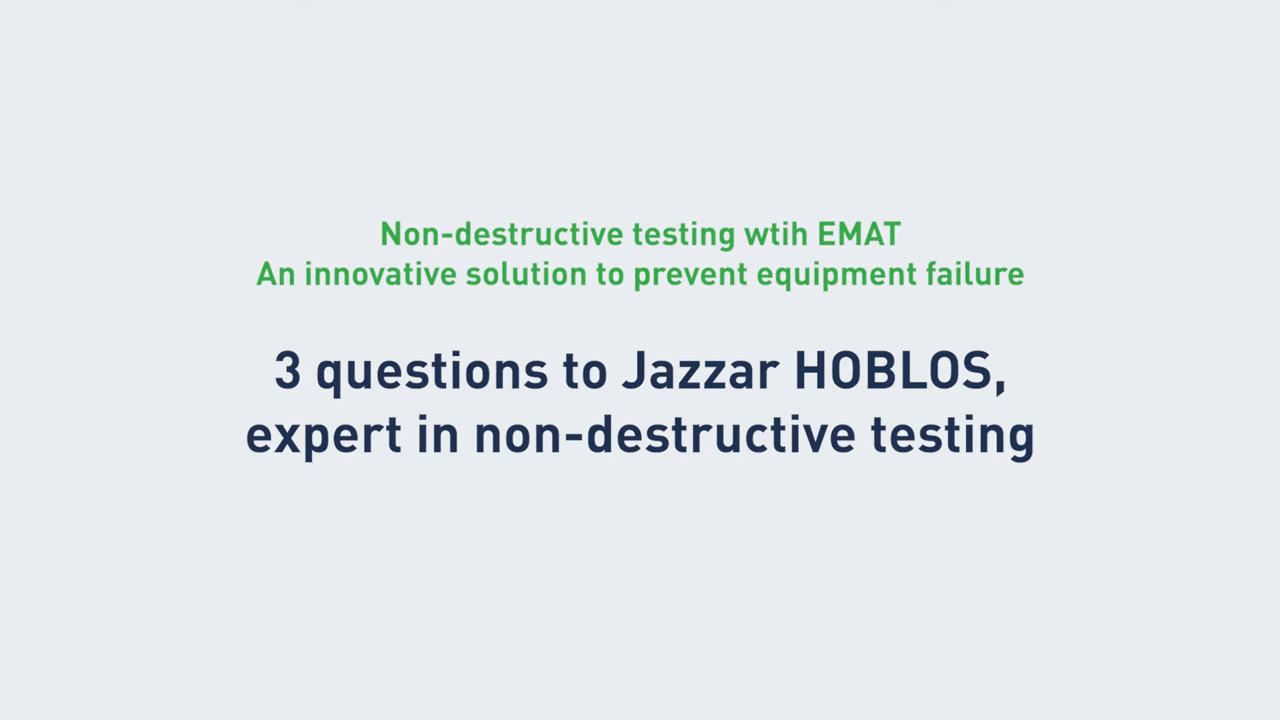 Non-destructive testing wtih EMAT
An innovative solution to prevent equipment failure
3 questions to Jazzar HOBLOS,
expert in non-destructive testing